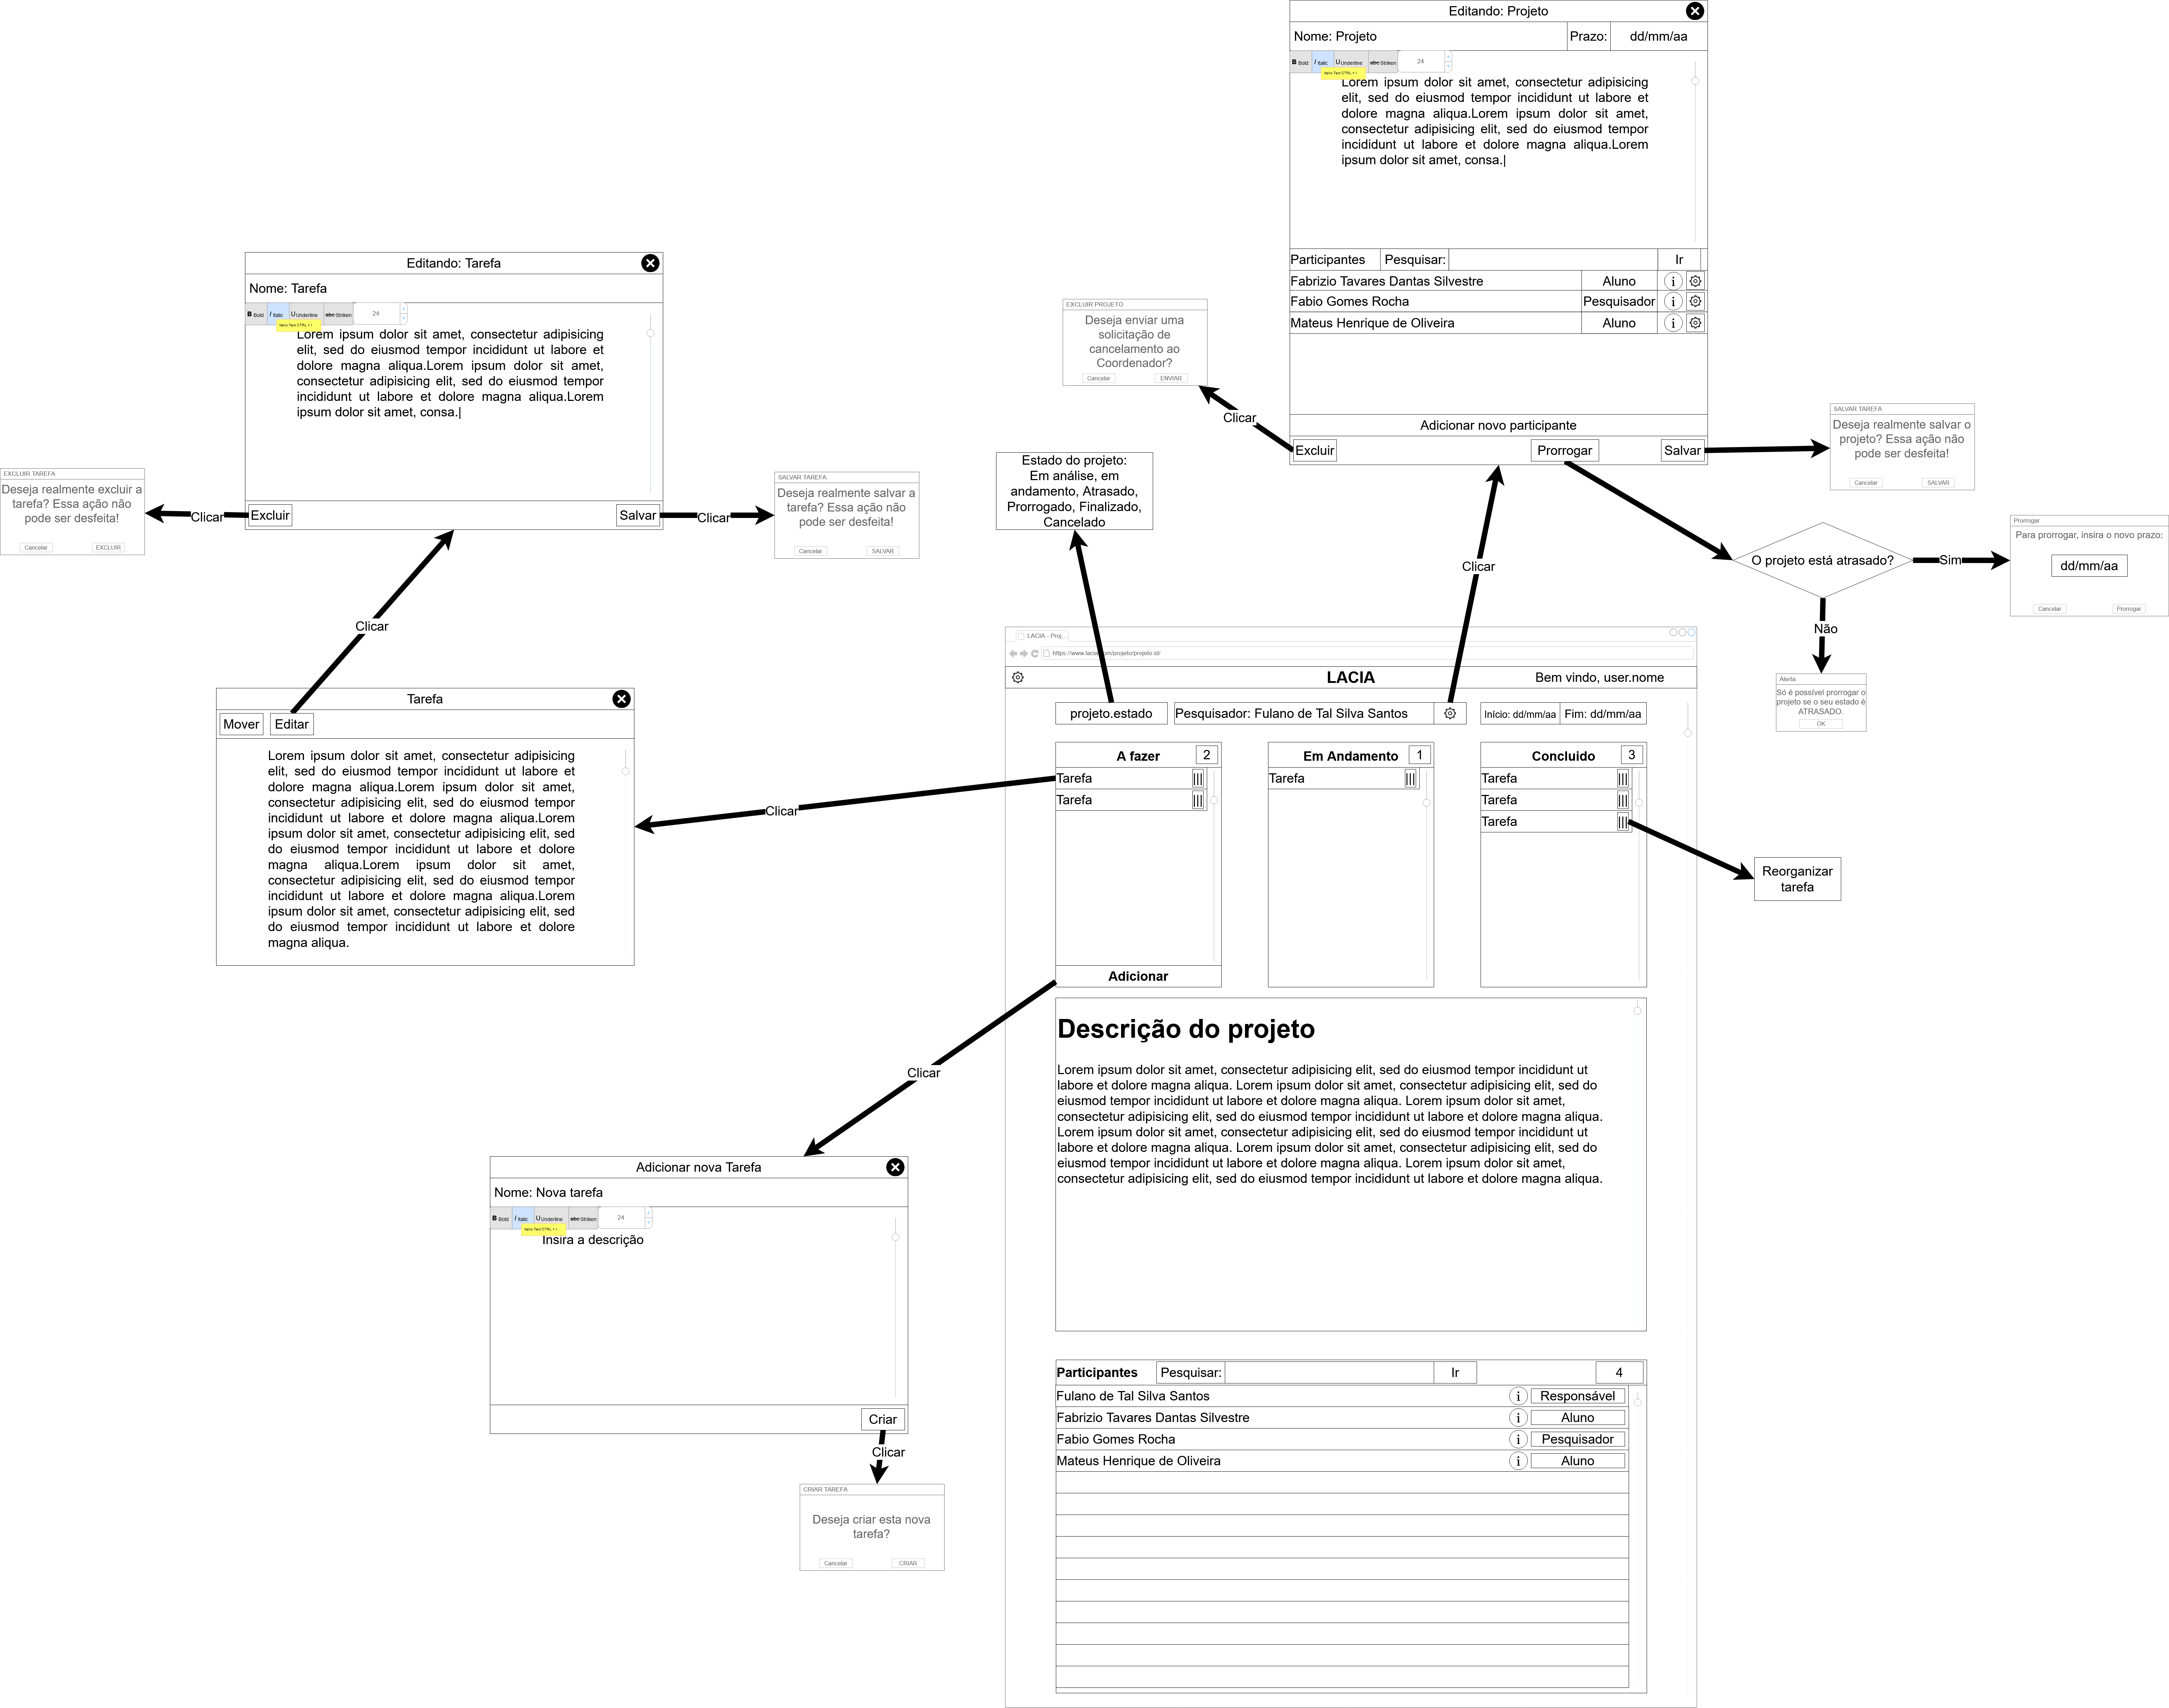 Editando: Projeto
Nome: Projeto
Prazo:
dd/mm/aa
B Bold
I Italic
U Underline
abc Striken
24
Italic Text CTRL + I
Lorem ipsum dolor sit amet, consectetur adipisicing
elit, sed do eiusmod tempor incididunt ut labore et
dolore magna aliqua.Lorem ipsum dolor sit amet,
consectetur adipisicing elit, sed do eiusmod tempor
incididunt ut labore et dolore magna aliqua.Lorem
ipsum dolor sit amet, consa.|
Participantes
Pesquisar:
Ir
Fabrizio Tavares Dantas Silvestre
Aluno
i
Fabio Gomes Rocha
Pesquisador
i
Mateus Henrique de Oliveira
Aluno
i
Adicionar novo participante
Excluir
Prorrogar
Salvar
EXCLUIR PROJETO
Deseja enviar uma
solicitação de
cancelamento ao
Coordenador?
Cancelar
ENVIAR
Clicar
SALVAR TAREFA
Deseja realmente salvar o
projeto? Essa ação não
pode ser desfeita!
Cancelar
SALVAR
Editando: Tarefa
Nome: Tarefa
B Bold
I Italic
U Underline
abc Striken
24
Italic Text CTRL + I
Lorem ipsum dolor sit amet, consectetur adipisicing
elit, sed do eiusmod tempor incididunt ut labore et
dolore magna aliqua.Lorem ipsum dolor sit amet,
consectetur adipisicing elit, sed do eiusmod tempor
incididunt ut labore et dolore magna aliqua.Lorem
ipsum dolor sit amet, consa.|
Excluir
Salvar
EXCLUIR TAREFA
Deseja realmente excluir a
tarefa? Essa ação não
pode ser desfeita!
Cancelar
EXCLUIR
Clicar
Clicar
SALVAR TAREFA
Deseja realmente salvar a
tarefa? Essa ação não
pode ser desfeita!
Cancelar
SALVAR
Estado do projeto:
Em análise, em
andamento, Atrasado,
Prorrogado, Finalizado,
Cancelado
Clicar
O projeto está atrasado?
Sim
Prorrogar
Para prorrogar, insira o novo prazo:
dd/mm/aa
Cancelar
Prorrogar
Não
Alerta
Só é possível prorrogar o
projeto se o seu estado é
ATRASADO.
OK
Clicar
Tarefa
Mover
Editar
Lorem ipsum dolor sit amet, consectetur adipisicing
elit, sed do eiusmod tempor incididunt ut labore et
dolore magna aliqua.Lorem ipsum dolor sit amet,
consectetur adipisicing elit, sed do eiusmod tempor
incididunt ut labore et dolore magna aliqua.Lorem
ipsum dolor sit amet, consectetur adipisicing elit, sed
do eiusmod tempor incididunt ut labore et dolore
magna aliqua.Lorem ipsum dolor sit amet,
consectetur adipisicing elit, sed do eiusmod tempor
incididunt ut labore et dolore magna aliqua.Lorem
ipsum dolor sit amet, consectetur adipisicing elit, sed
do eiusmod tempor incididunt ut labore et dolore
magna aliqua.
Clicar
LACIA - Proj...
https://www.lacia.com/projeto/projeto id/
LACIA
Bem vindo, user.nome
projeto.estado
Pesquisador: Fulano de Tal Silva Santos
Início: dd/mm/aa
Fim: dd/mm/aa
A fazer
2
Tarefa
|||
Tarefa
|||
Adicionar
Em Andamento
1
Tarefa
|||
Concluido
3
Tarefa
|||
Tarefa
|||
Tarefa
|||
Reorganizar
tarefa
Descrição do projeto
Lorem ipsum dolor sit amet, consectetur adipisicing elit, sed do eiusmod tempor incididunt ut
labore et dolore magna aliqua. Lorem ipsum dolor sit amet, consectetur adipisicing elit, sed do
eiusmod tempor incididunt ut labore et dolore magna aliqua. Lorem ipsum dolor sit amet,
consectetur adipisicing elit, sed do eiusmod tempor incididunt ut labore et dolore magna aliqua.
Lorem ipsum dolor sit amet, consectetur adipisicing elit, sed do eiusmod tempor incididunt ut
labore et dolore magna aliqua. Lorem ipsum dolor sit amet, consectetur adipisicing elit, sed do
eiusmod tempor incididunt ut labore et dolore magna aliqua. Lorem ipsum dolor sit amet,
consectetur adipisicing elit, sed do eiusmod tempor incididunt ut labore et dolore magna aliqua.
Clicar
Adicionar nova Tarefa
Nome: Nova tarefa
B Bold
I Italic
U Underline
abc Striken
24
Italic Text CTRL + I
Insira a descrição
Criar
Clicar
CRIAR TAREFA
Deseja criar esta nova
tarefa?
Cancelar
CRIAR
Participantes
Pesquisar:
Ir
4
Fulano de Tal Silva Santos
i
Responsável
Fabrizio Tavares Dantas Silvestre
i
Aluno
Fabio Gomes Rocha
i
Pesquisador
Mateus Henrique de Oliveira
i
Aluno